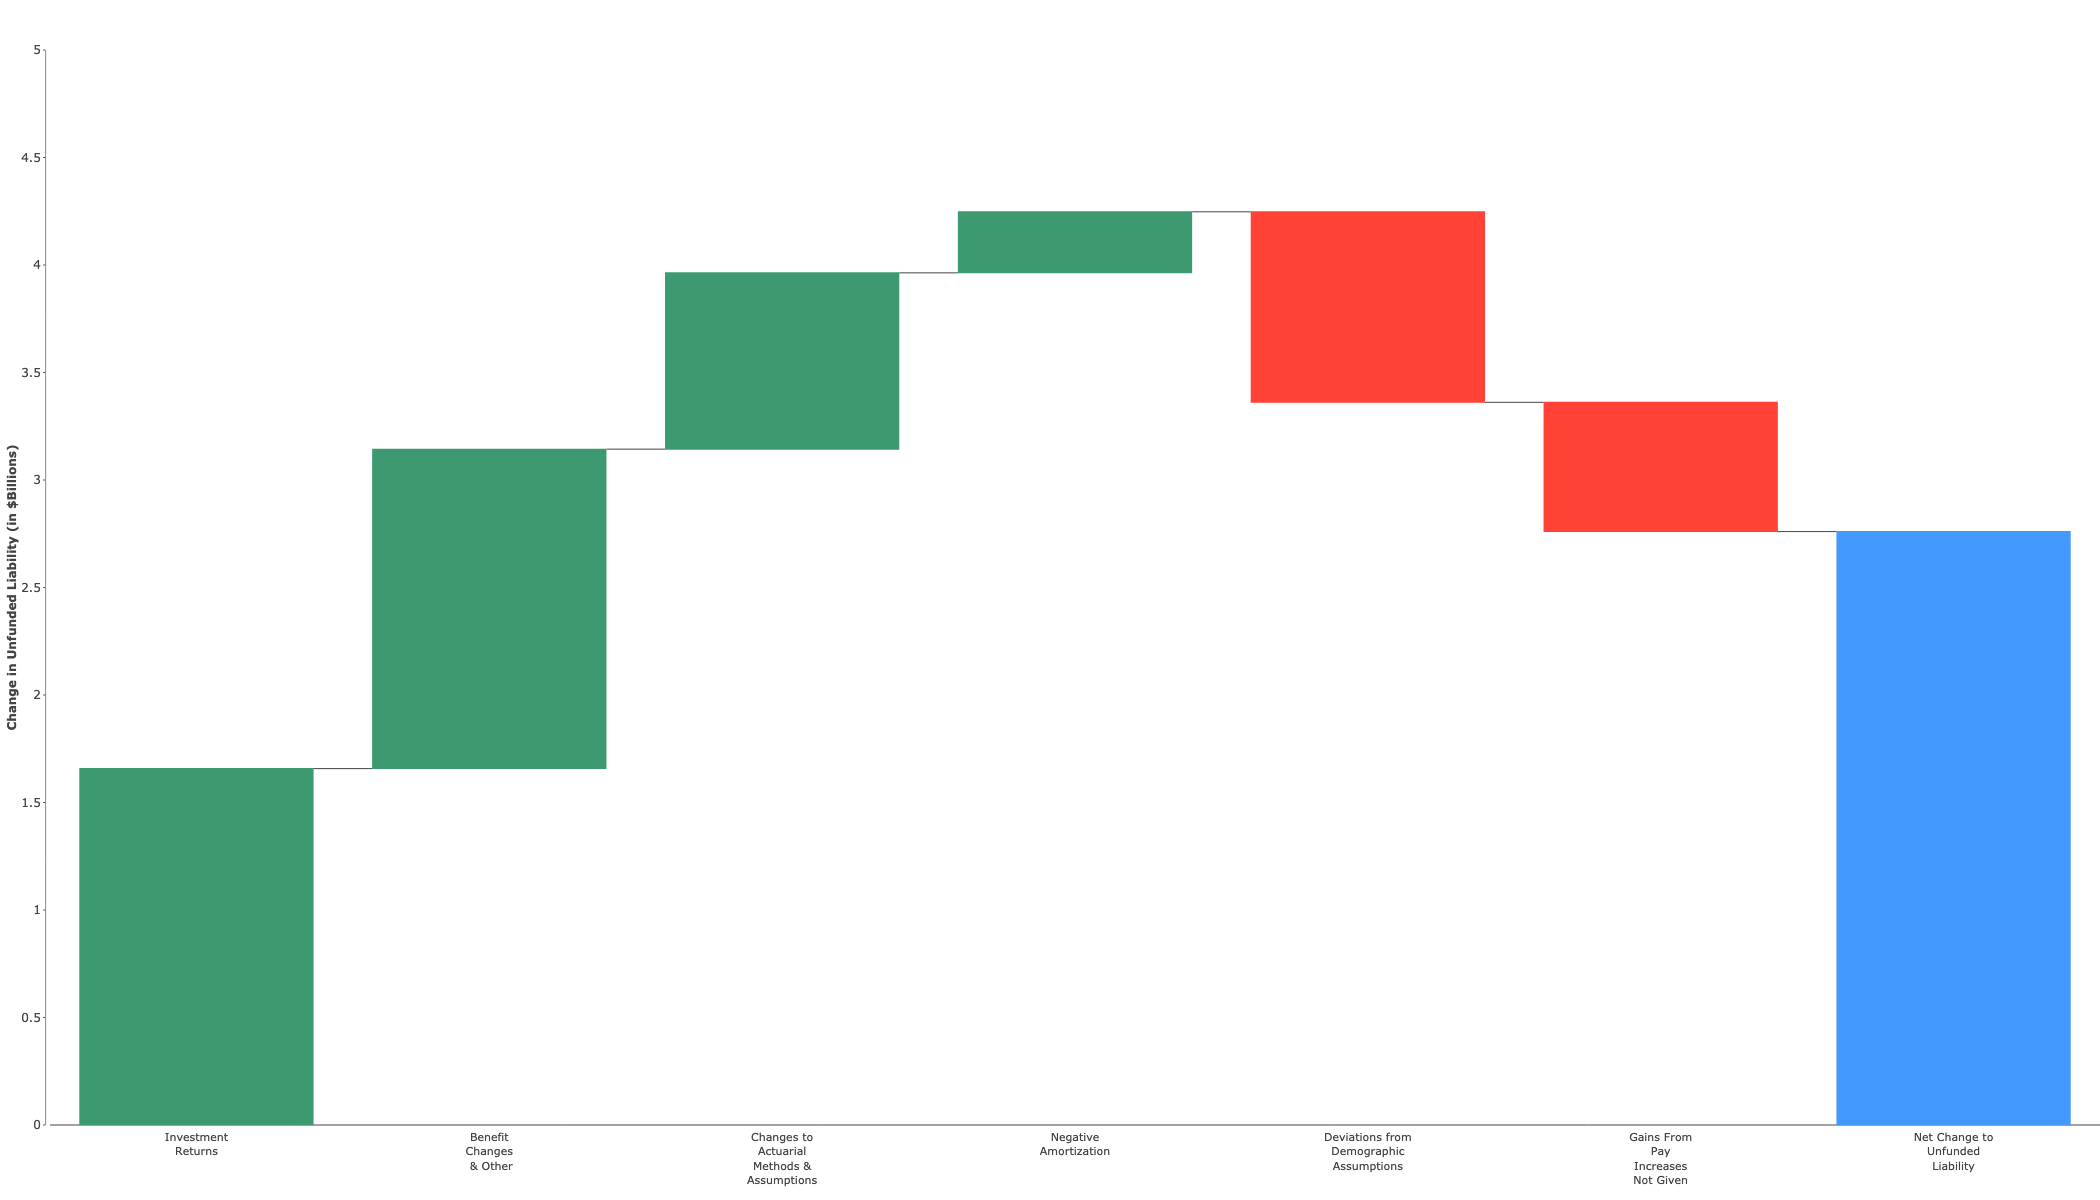 5
4.5
4
3.5
3
2.5
2
1.5
1
0.5
0
Change in Unfunded Liability (in $Billions)
Investment
Returns
Benefit
Changes
& Other
Changes to
Actuarial
Methods &
Assumptions
Negative
Amortization
Deviations from
Demographic
Assumptions
Gains From
Pay
Increases
Not Given
Net Change to
Unfunded
Liability